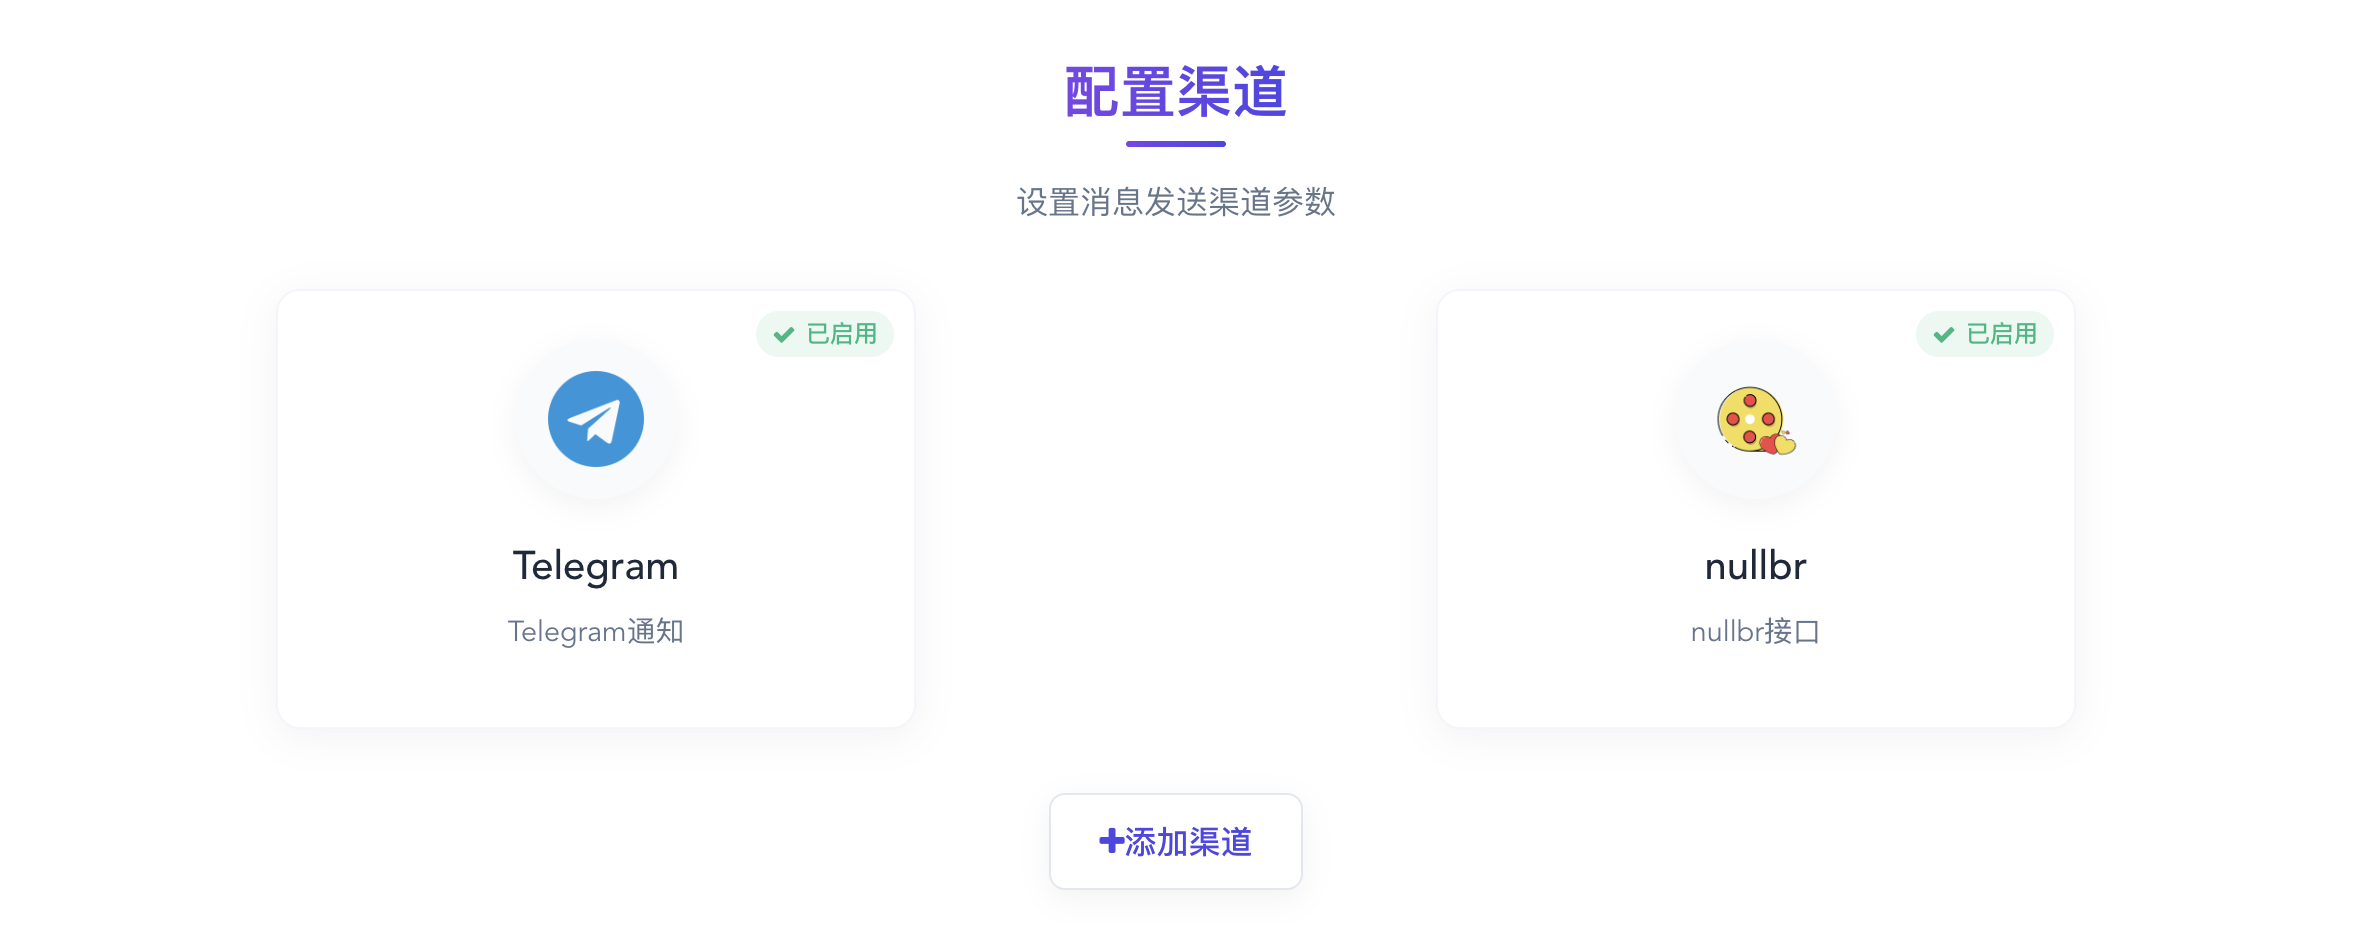 配置渠道
设置消息发送渠道参数
已启用
Telegram
Telegram通知
已启用
nullbr
nullbr接口
添加渠道